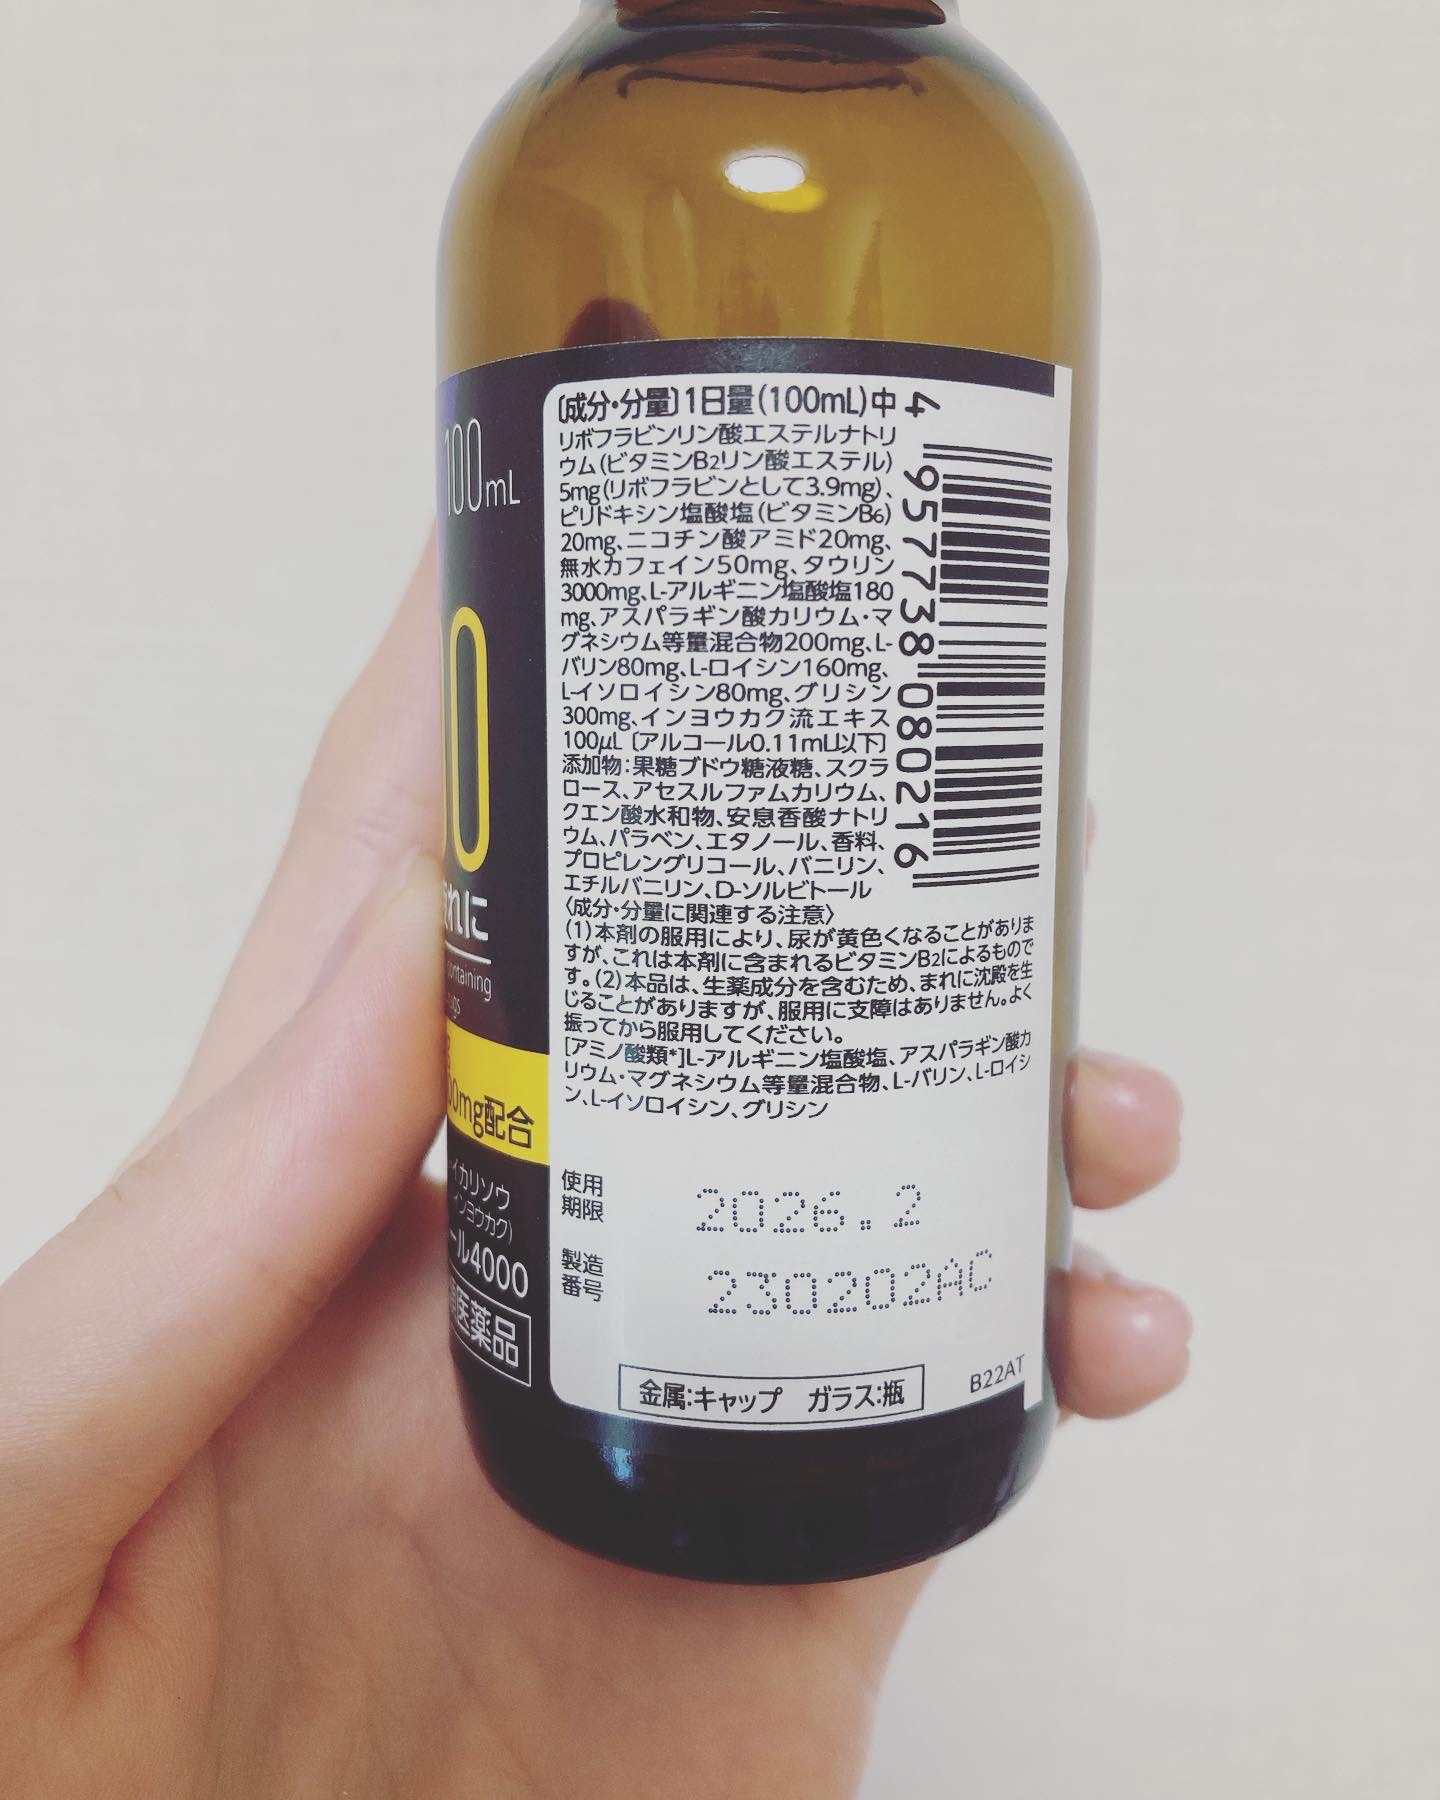 100mL
00
まれに
containing
00mg配合
イカリソウ
インヨウカク)
ール4000
医薬品
〔成分・分量〕1日量(100mL)中
リボフラビンリン酸エステルナトリ
ウム(ビタミンB2リン酸エステル)
5mg(リボフラビンとして3.9mg)、
ピリドキシン塩酸塩(ビタミンB6)
20mg、ニコチン酸アミド20mg、
無水カフェイン50mg、タウリン
3000mg、L-アルギニン塩酸塩180
mg、アスパラギン酸カリウム・マ
グネシウム等量混合物200mg、L-
バリン80mg、L-ロイシン160mg、
L-イソロイシン80mg、グリシン
300mg、インヨウカク流エキス
100μL〔アルコール0.11mL以下〕
添加物:果糖ブドウ糖液糖、スクラ
ロース、アセスルファムカリウム、
クエン酸水和物、安息香酸ナトリ
ウム、パラベン、エタノール、香料、
プロピレングリコール、バニリン、
エチルバニリン、D-ソルビトール
〈成分・分量に関連する注意〉
(1)本剤の服用により、尿が黄色くなることがありま
すが、これは本剤に含まれるビタミンB2によるもので
す。(2)本品は、生薬成分を含むため、まれに沈殿を生
じることがありますが、服用に支障はありません。よく
振ってから服用してください。
[アミノ酸類*]L-アルギニン塩酸塩、アスパラギン酸カ
リウム・マグネシウム等量混合物、L-バリン、L-ロイシ
ン、L-イソロイシン、グリシン
4 957738 080216
使用
期限
2026.2
製造
番号
230202AC
金属:キャップ ガラス:瓶
B22AT